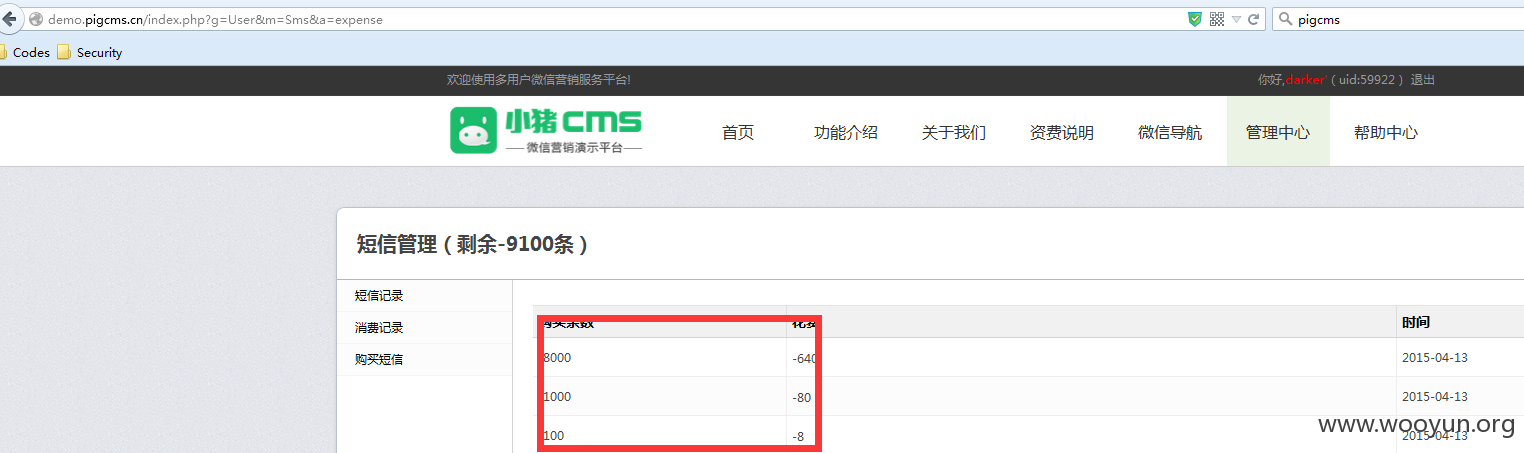 demo.pigcms.cn/index.php?g=User&m=Sms&a=expense
pigcms
Codes Security
欢迎使用多用户微信营销服务平台! 你好,darker'（uid:59922） 退出
小猪CMS
微信营销演示平台
首页 功能介绍 关于我们 资费说明 微信导航 管理中心 帮助中心
短信管理（剩余-9100条）
短信记录
消费记录
购买短信
时间
8000 -640 2015-04-13
1000 -80 2015-04-13
100 -8 2015-04-13
www.wooyun.org